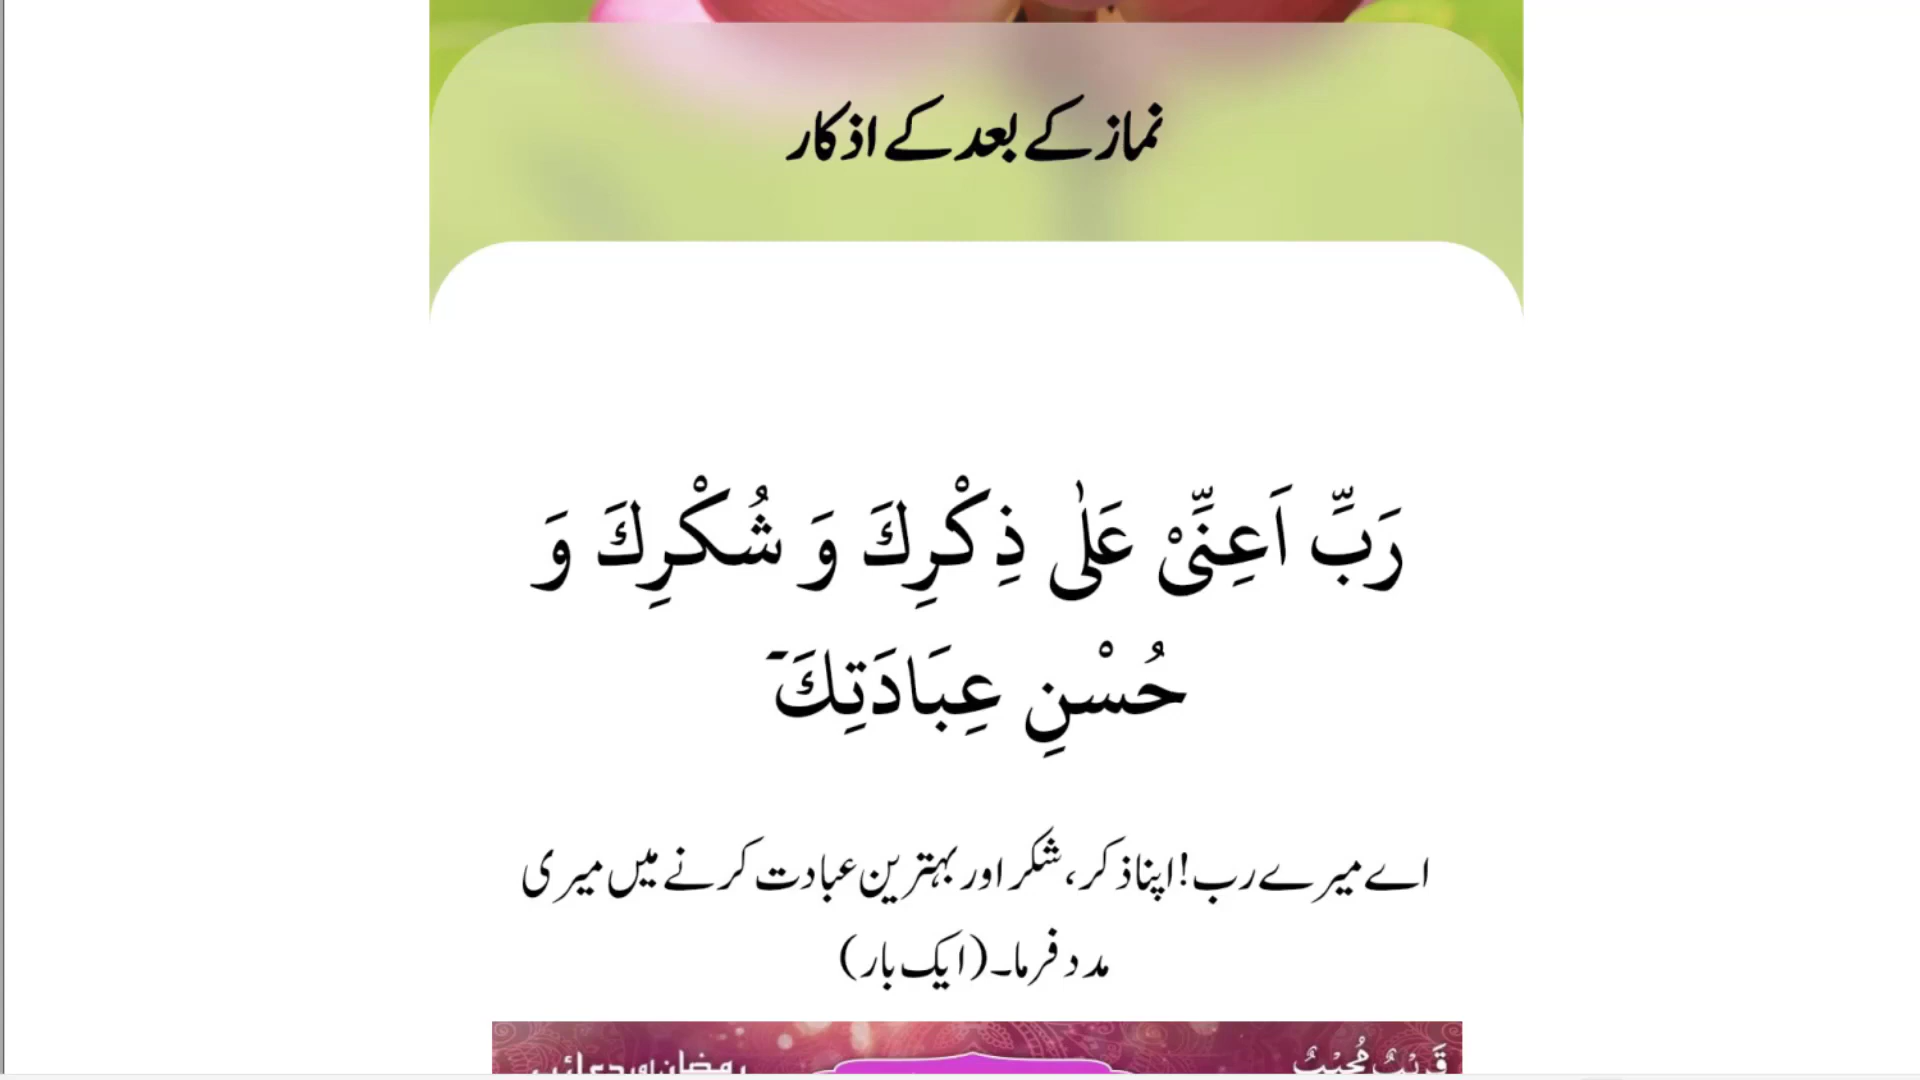 نماز کے بعد کے اذکار
رَبِّ اَعِنِّیْ عَلٰی ذِكْرِكَ وَ شُكْرِكَ وَ
حُسْنِ عِبَادَتِكَ
اے میرے رب! اپنا ذکر، شکر اور بہترین عبادت کرنے میں میری
مدد فرما۔ (ایک بار)
قَرِیْبٌ مُّجِیْبٌ